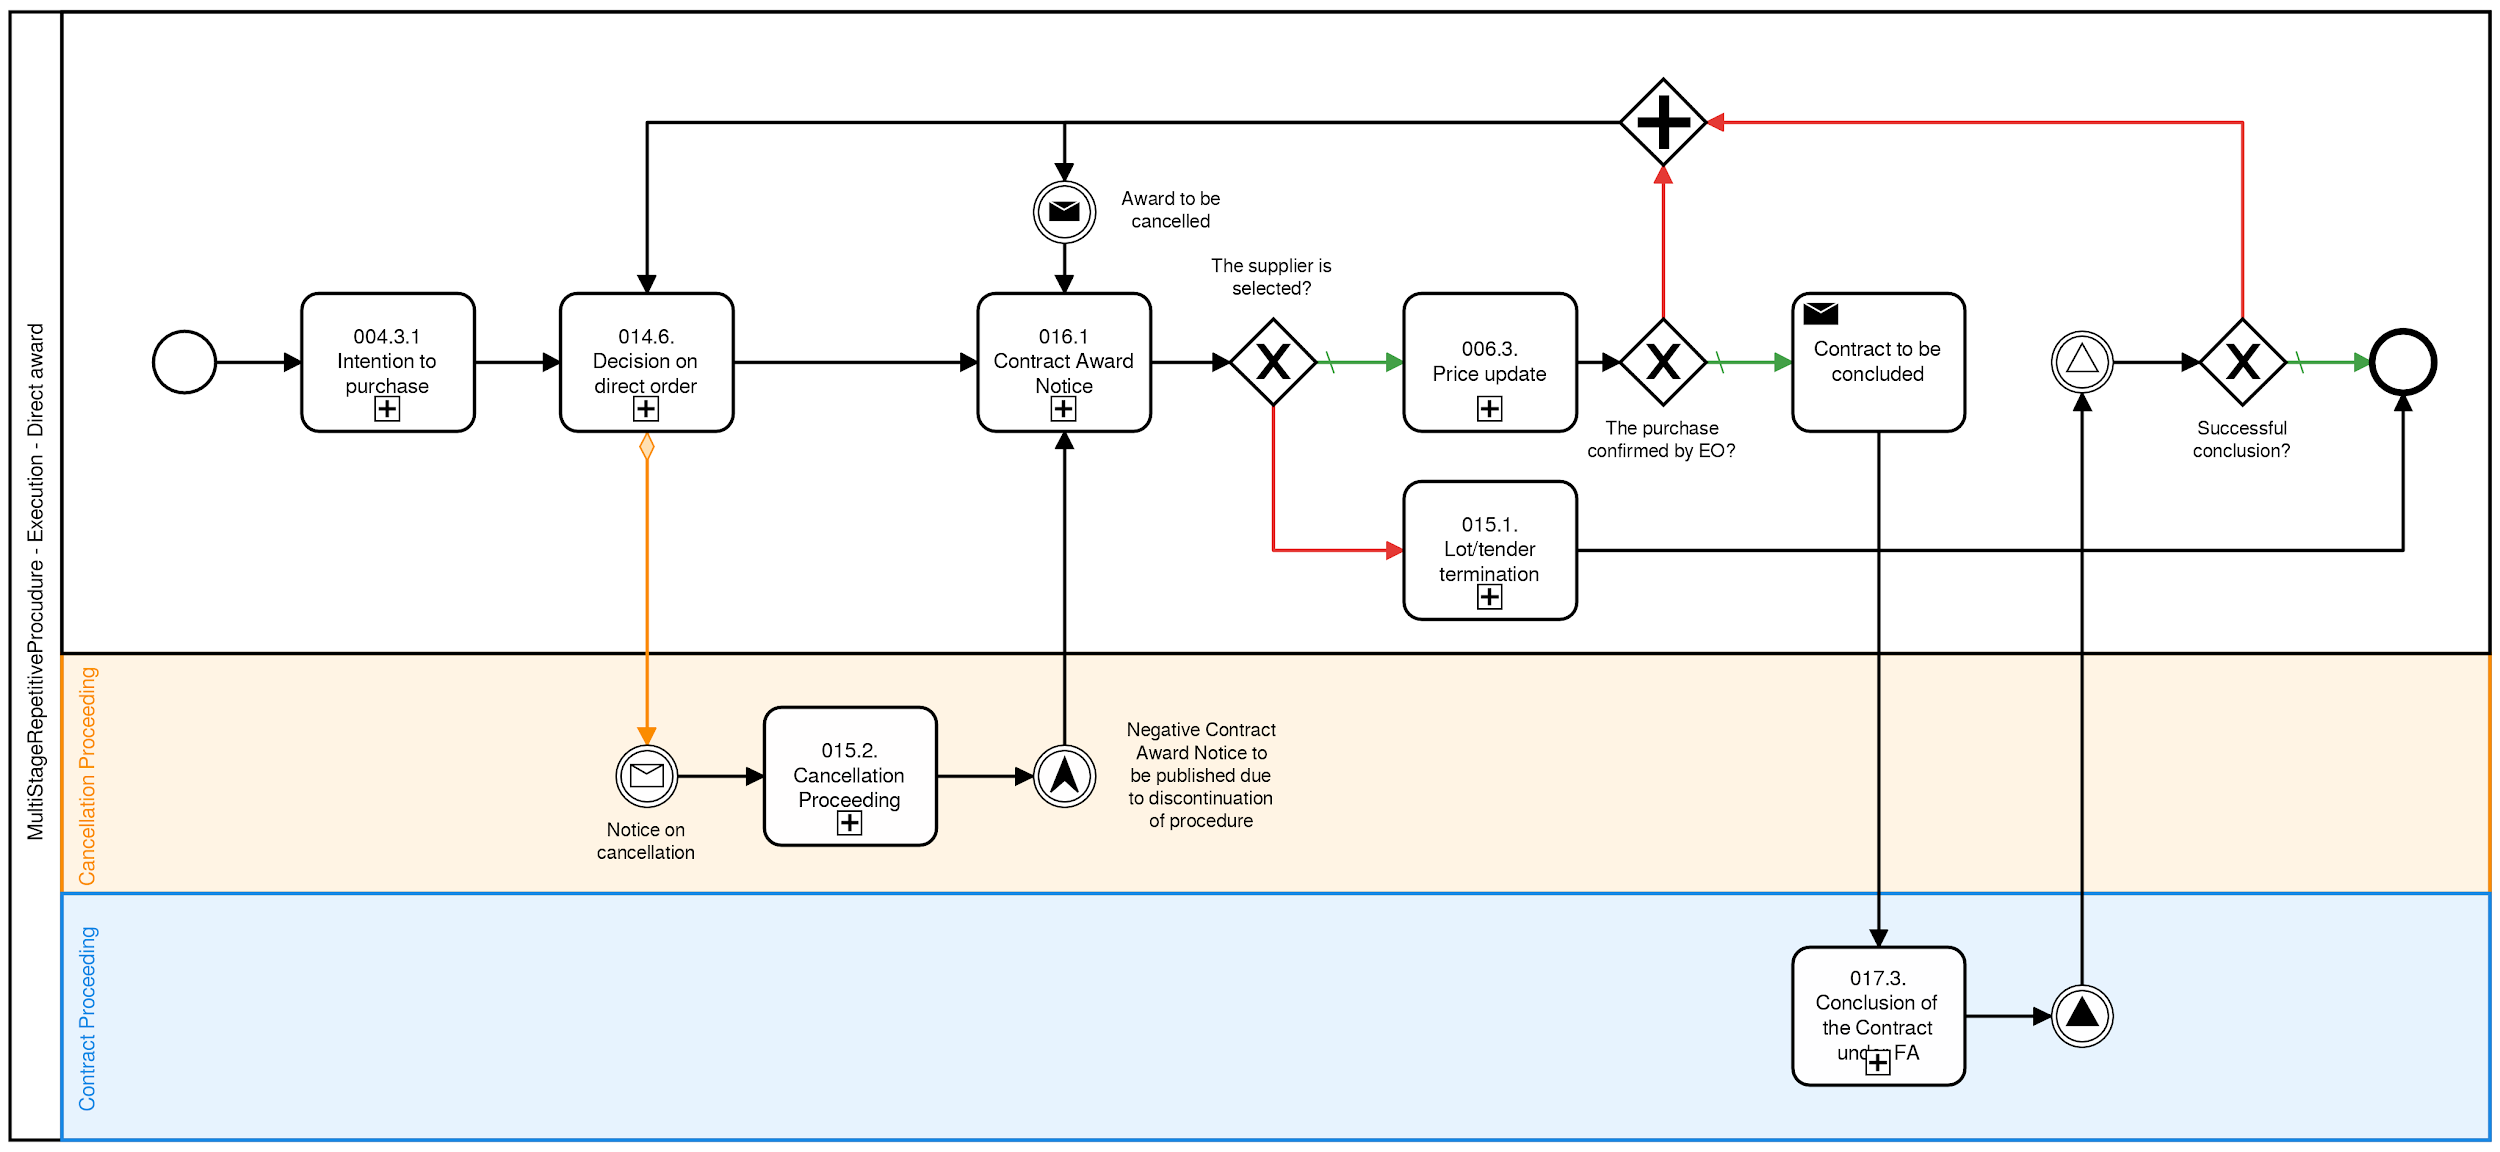 MultiStageRepetitiveProcudure - Execution - Direct award
Award to be
cancelled
The supplier is
selected?
004.3.1
Intention to
purchase
014.6.
Decision on
direct order
016.1
Contract Award
Notice
006.3.
Price update
The purchase
confirmed by EO?
Contract to be
concluded
Successful
conclusion?
015.1.
Lot/tender
termination
Cancellation Proceeding
Notice on
cancellation
015.2.
Cancellation
Proceeding
Negative Contract
Award Notice to
be published due
to discontinuation
of procedure
Contract Proceeding
017.3.
Conclusion of
the Contract
under FA